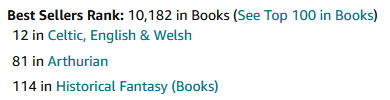 Best Sellers Rank: 10,182 in Books (See Top 100 in Books)
12 in Celtic, English & Welsh
81 in Arthurian
114 in Historical Fantasy (Books)